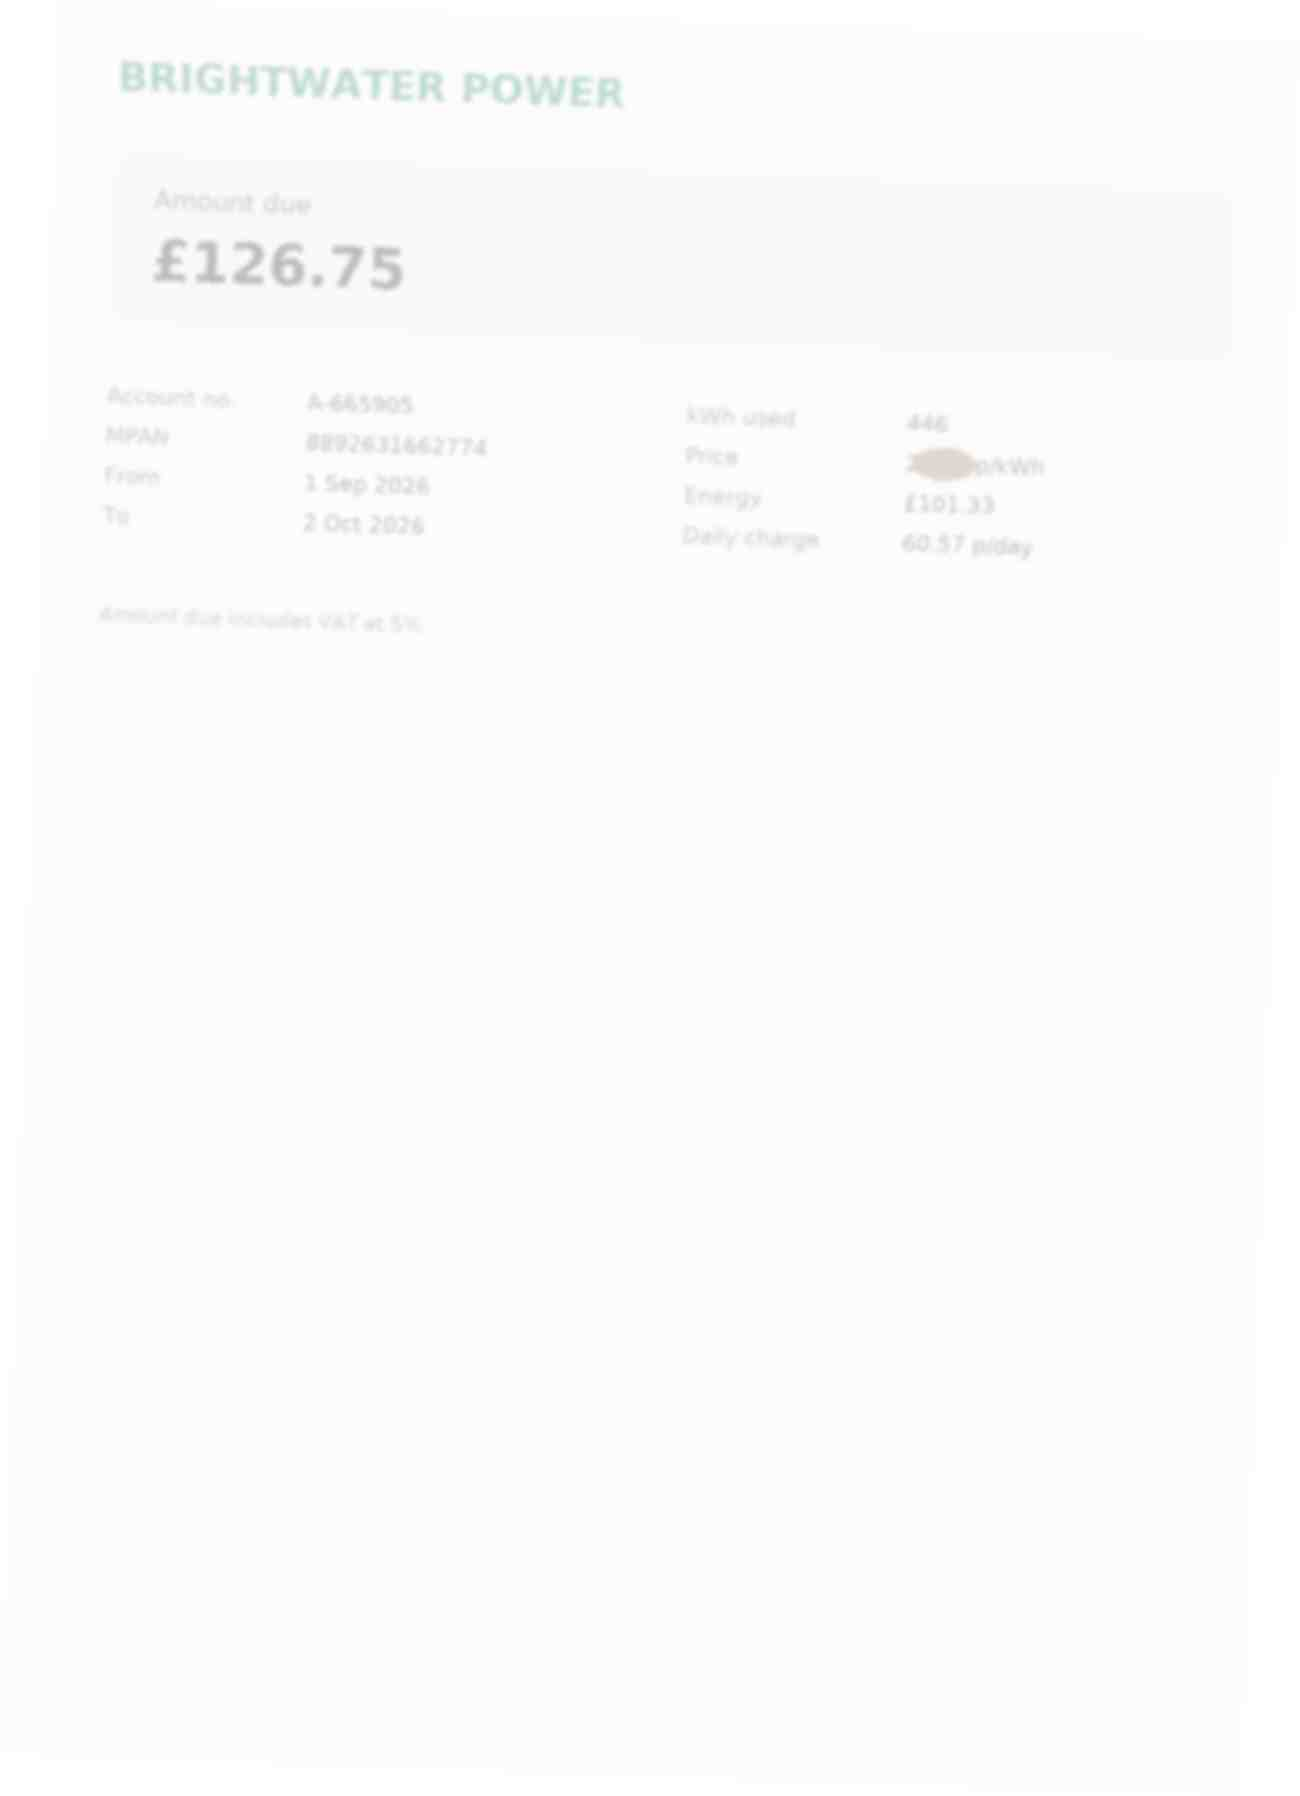 BRIGHTWATER POWER
Amount due
£126.75
Account no. A-665905
MPAN 8892631662774
From 1 Sep 2026
To 2 Oct 2026
kWh used 446
Price p/kWh
Energy £101.33
Daily charge 60.57 p/day
Amount due includes VAT at 5%.